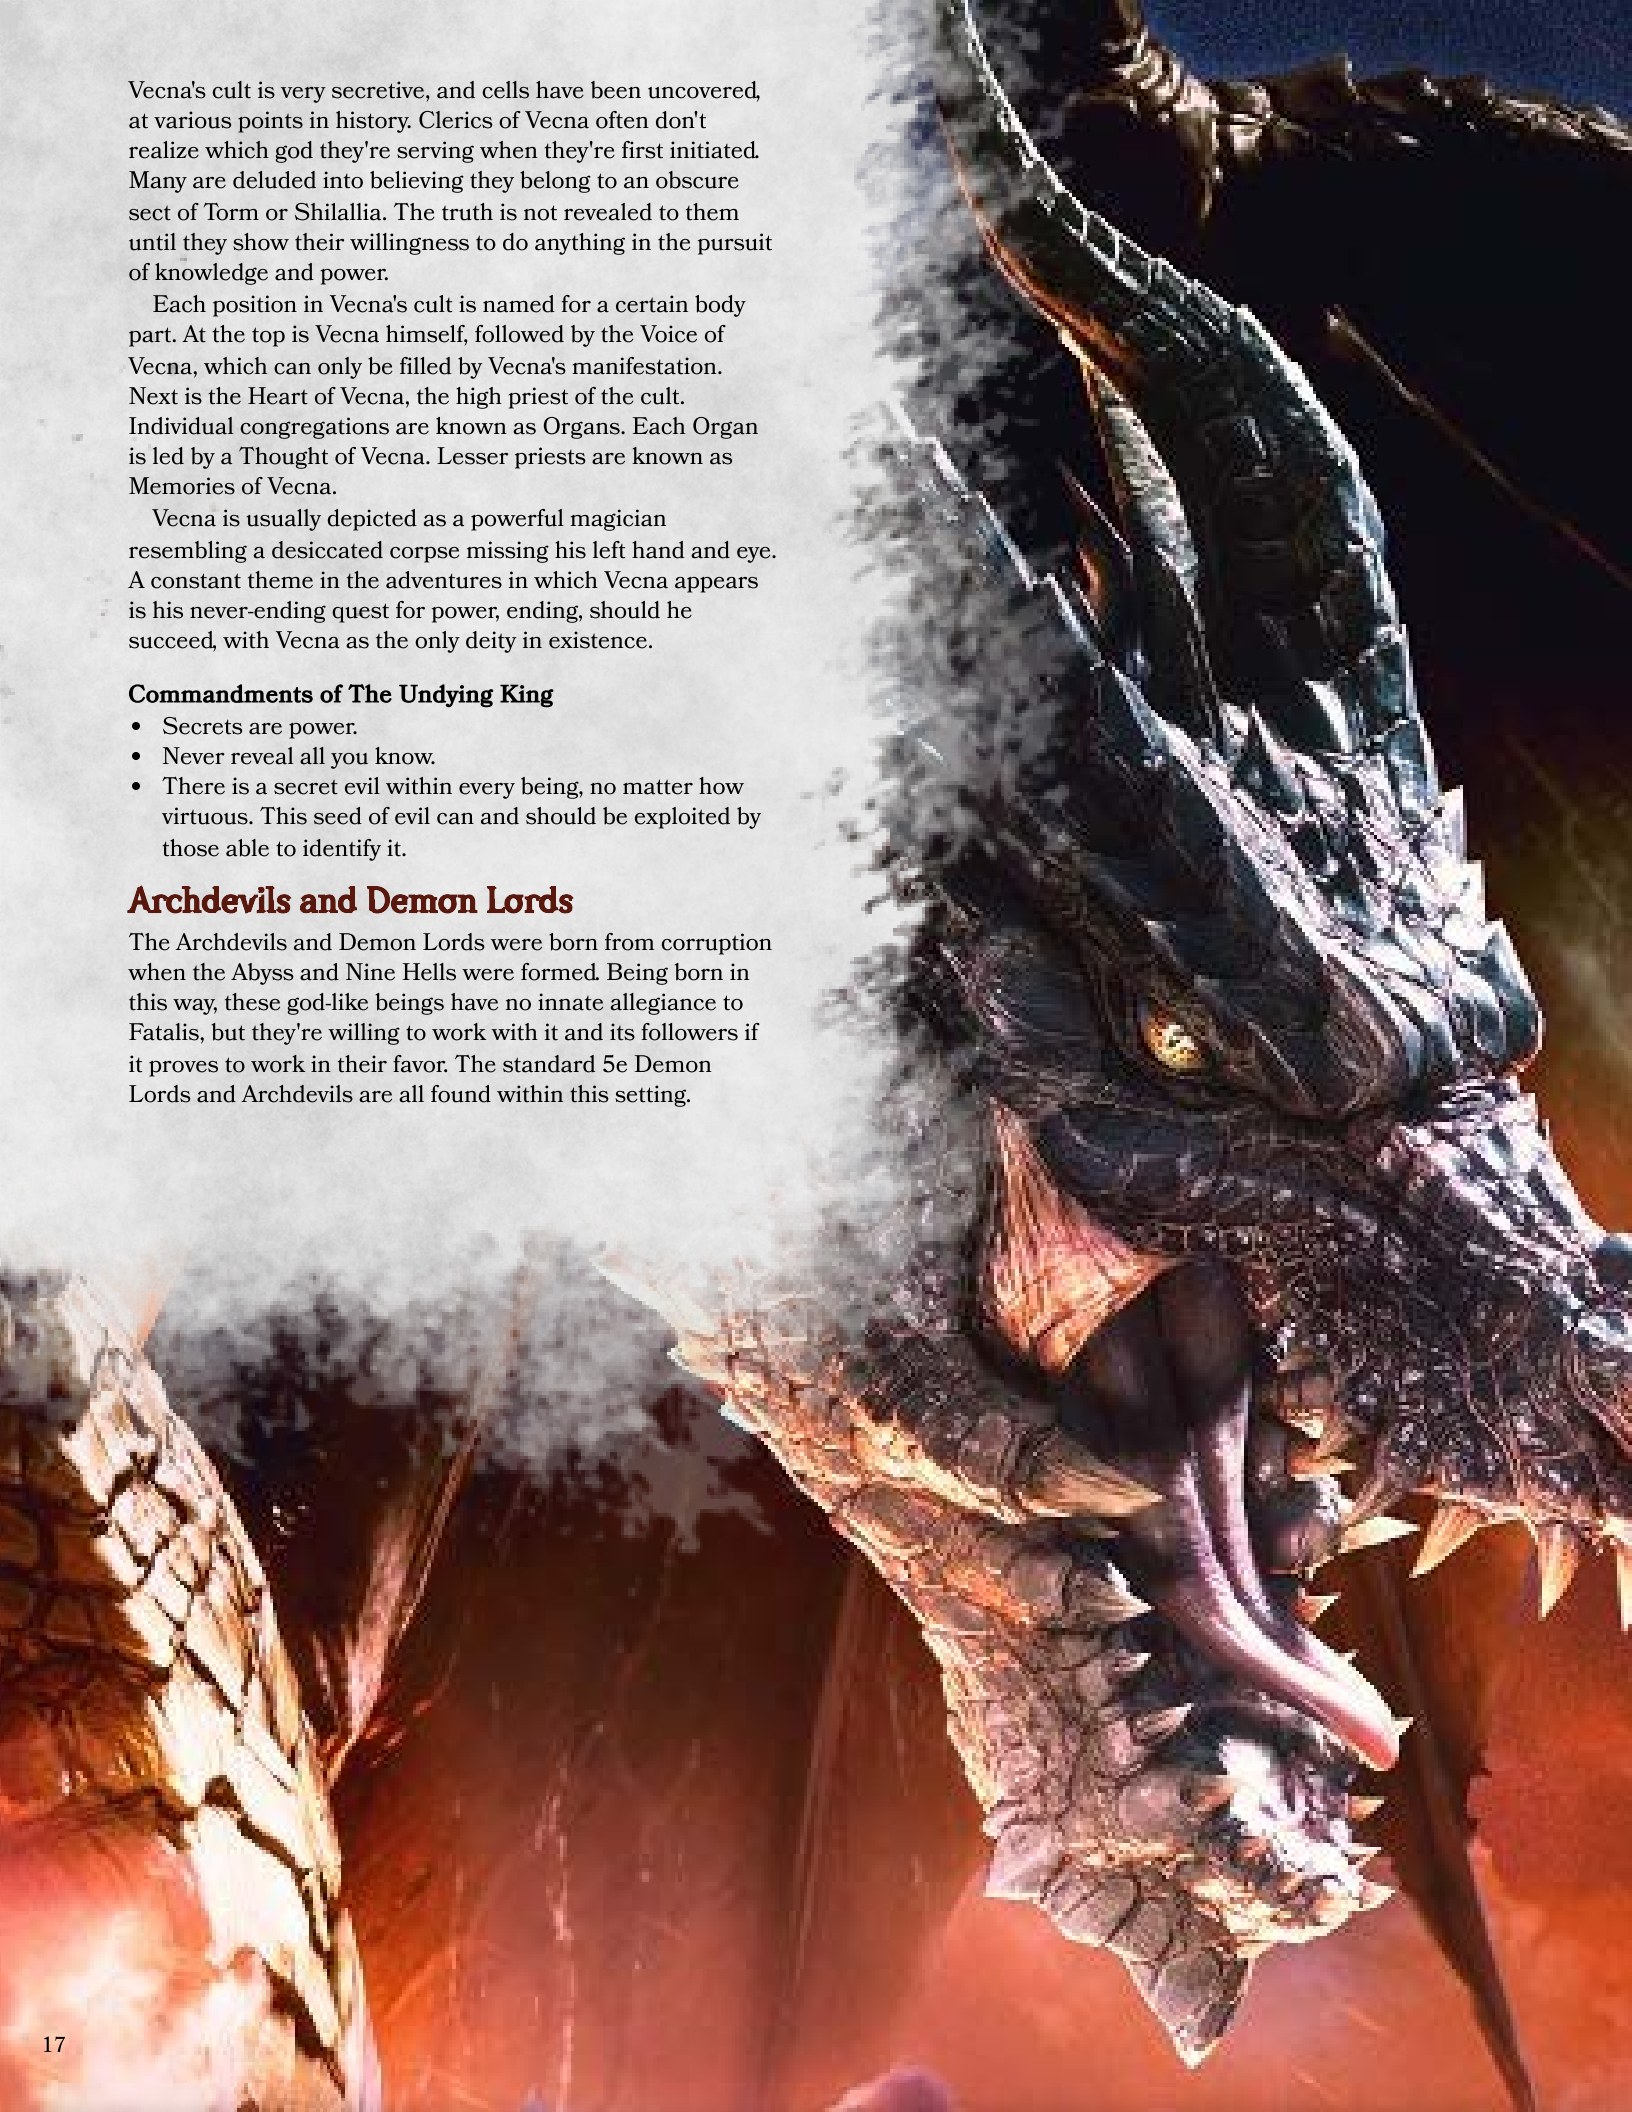 Vecna's cult is very secretive, and cells have been uncovered,
at various points in history. Clerics of Vecna often don't
realize which god they're serving when they're first initiated.
Many are deluded into believing they belong to an obscure
sect of Torm or Shilallia. The truth is not revealed to them
until they show their willingness to do anything in the pursuit
of knowledge and power.
Each position in Vecna's cult is named for a certain body
part. At the top is Vecna himself, followed by the Voice of
Vecna, which can only be filled by Vecna's manifestation.
Next is the Heart of Vecna, the high priest of the cult.
Individual congregations are known as Organs. Each Organ
is led by a Thought of Vecna. Lesser priests are known as
Memories of Vecna.
Vecna is usually depicted as a powerful magician
resembling a desiccated corpse missing his left hand and eye.
A constant theme in the adventures in which Vecna appears
is his never-ending quest for power, ending, should he
succeed, with Vecna as the only deity in existence.
Commandments of The Undying King
• Secrets are power.
• Never reveal all you know.
• There is a secret evil within every being, no matter how
virtuous. This seed of evil can and should be exploited by
those able to identify it.
Archdevils and Demon Lords
The Archdevils and Demon Lords were born from corruption
when the Abyss and Nine Hells were formed. Being born in
this way, these god-like beings have no innate allegiance to
Fatalis, but they're willing to work with it and its followers if
it proves to work in their favor. The standard 5e Demon
Lords and Archdevils are all found within this setting.
17